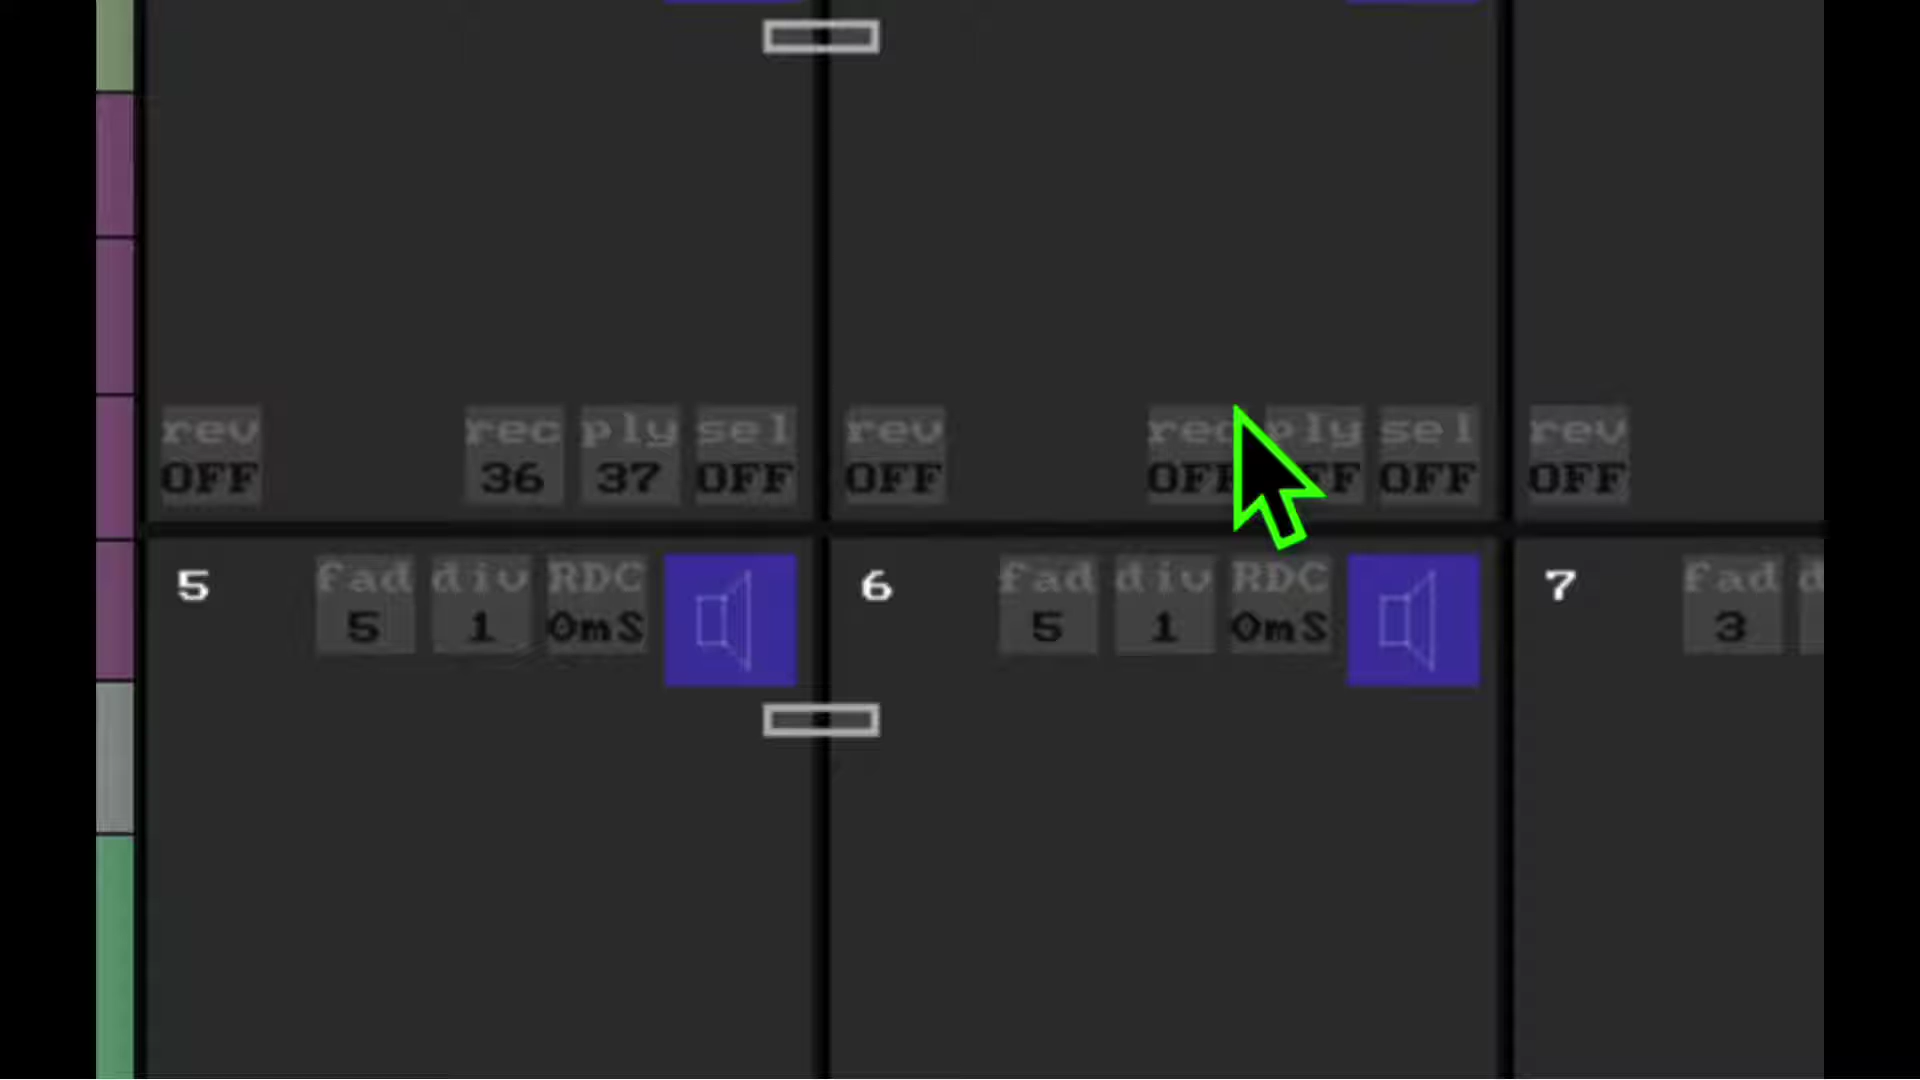 rev rec ply sel rev rec ply sel rev
OFF 36 37 OFF OFF OFF OFF OFF
5 fad div RDC 6 fad div RDC 7 fad
5 1 0mS 5 1 0mS 3